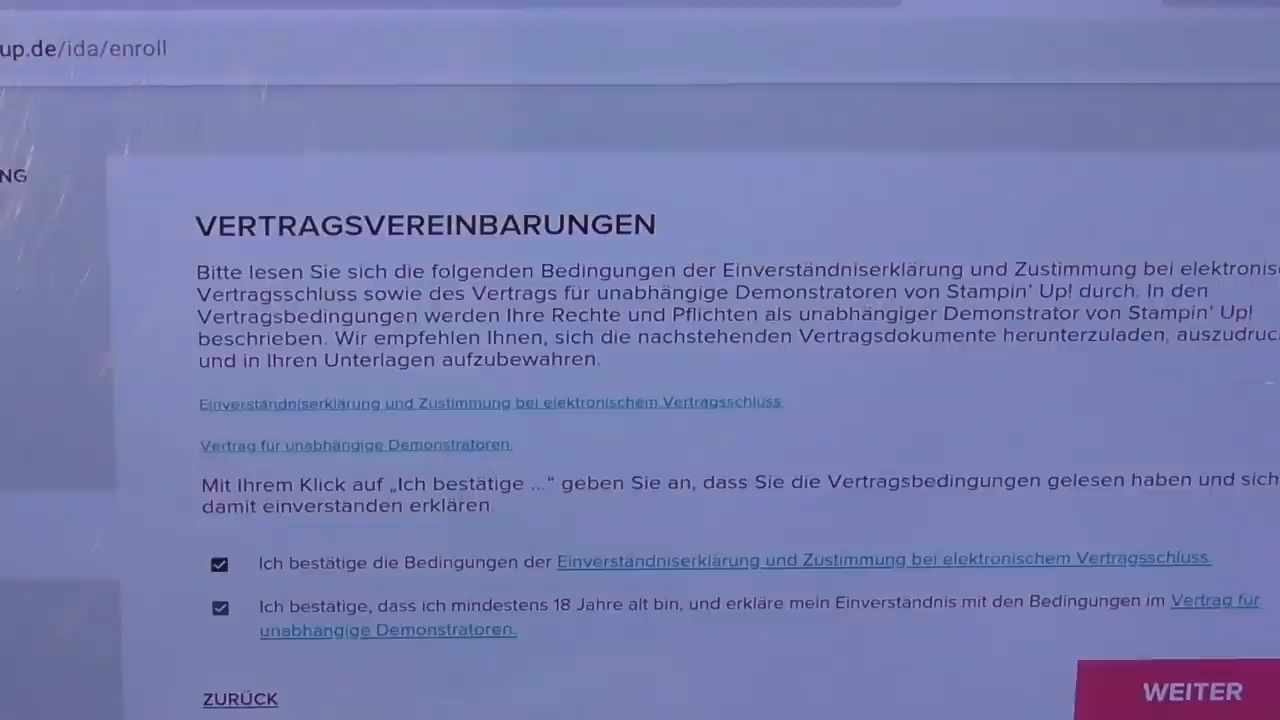 up.de/ida/enroll
NG
VERTRAGSVEREINBARUNGEN
Bitte lesen Sie sich die folgenden Bedingungen der Einverständniserklärung und Zustimmung bei elektronis
Vertragsschluss sowie des Vertrags für unabhängige Demonstratoren von Stampin' Up! durch. In den
Vertragsbedingungen werden Ihre Rechte und Pflichten als unabhängiger Demonstrator von Stampin' Up!
beschrieben. Wir empfehlen Ihnen, sich die nachstehenden Vertragsdokumente herunterzuladen, auszudruc
und in Ihren Unterlagen aufzubewahren.
Einverständniserklärung und Zustimmung bei elektronischem Vertragsschluss.
Vertrag für unabhängige Demonstratoren.
Mit Ihrem Klick auf „Ich bestätige ...“ geben Sie an, dass Sie die Vertragsbedingungen gelesen haben und sich
damit einverstanden erklären.
Ich bestätige die Bedingungen der Einverständniserklärung und Zustimmung bei elektronischem Vertragsschluss.
Ich bestätige, dass ich mindestens 18 Jahre alt bin, und erkläre mein Einverständnis mit den Bedingungen im Vertrag für
unabhängige Demonstratoren.
ZURÜCK
WEITER